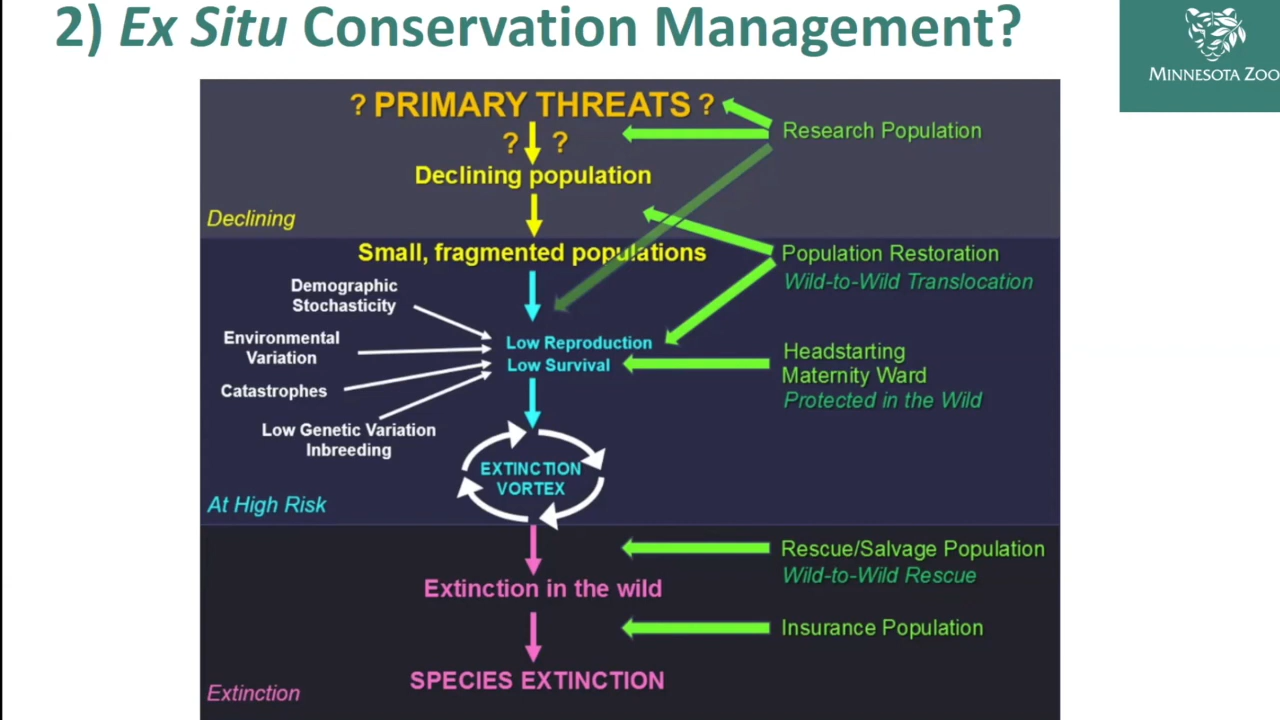 2) Ex Situ Conservation Management?
MINNESOTA ZOO
? PRIMARY THREATS ?
? ?
Research Population
Declining population
Declining
Small, fragmented populations
Population Restoration
Wild-to-Wild Translocation
Demographic
Stochasticity
Environmental
Variation
Catastrophes
Low Genetic Variation
Inbreeding
Low Reproduction
Low Survival
Headstarting
Maternity Ward
Protected in the Wild
EXTINCTION
VORTEX
At High Risk
Rescue/Salvage Population
Wild-to-Wild Rescue
Extinction in the wild
Insurance Population
SPECIES EXTINCTION
Extinction